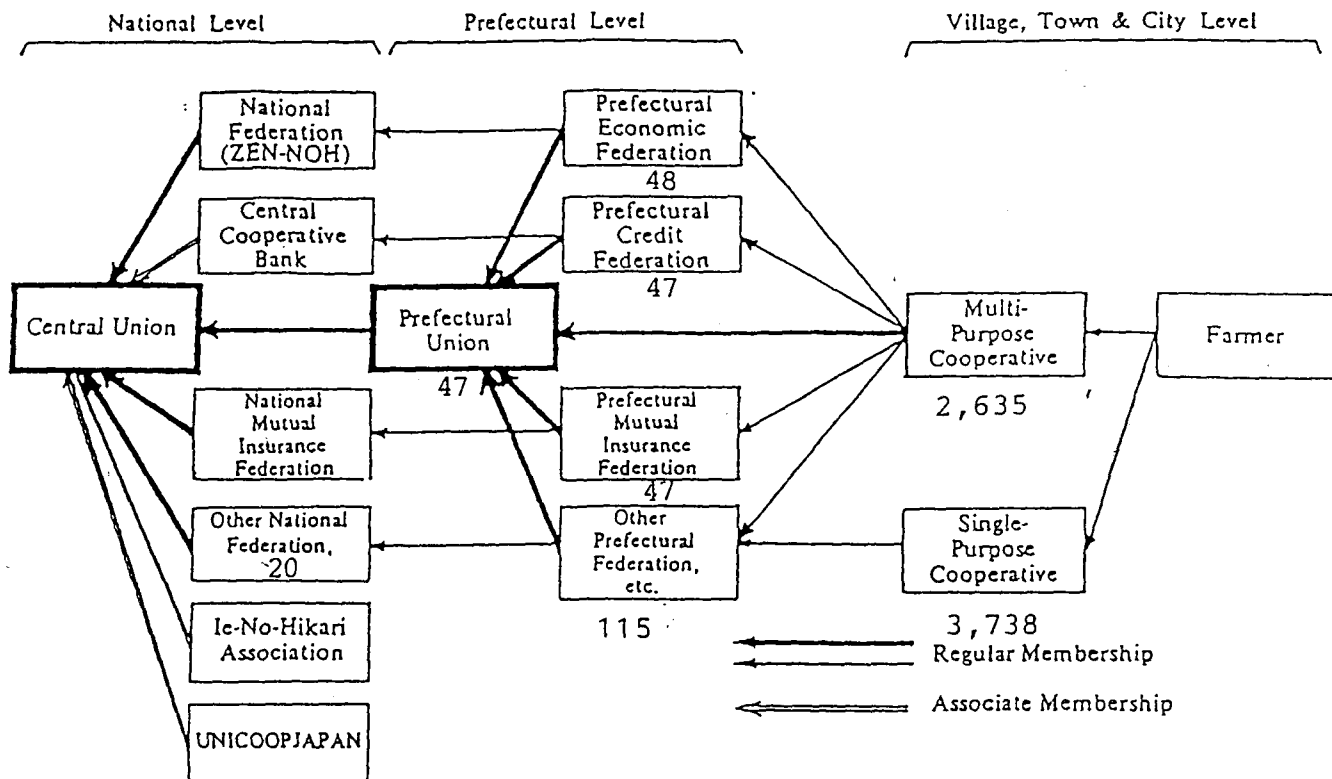 National Level
Prefectural Level
Village, Town & City Level
National
Federation
(ZEN-NOH)
Prefectural
Economic
Federation
48
Central
Cooperative
Bank
Prefectural
Credit
Federation
47
Central Union
Prefectural
Union
47
Multi-
Purpose
Cooperative
2,635
Farmer
National
Mutual
Insurance
Federation
Prefectural
Mutual
Insurance
Federation
47
Other National
Federation,
20
Other
Prefectural
Federation,
etc.
115
Single-
Purpose
Cooperative
3,738
Ie-No-Hikari
Association
UNICOOPJAPAN
Regular Membership
Associate Membership